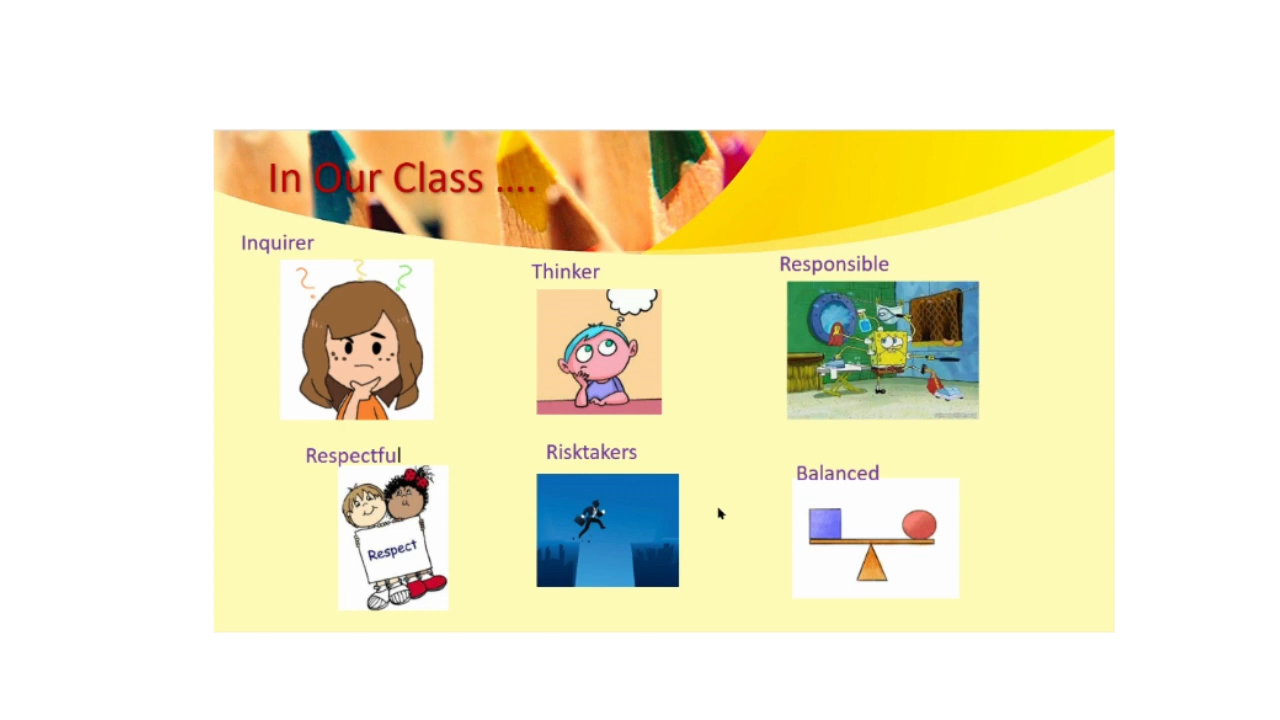 In Our Class ....
Inquirer
Thinker
Responsible
Respectful
Risktakers
Balanced
Respect